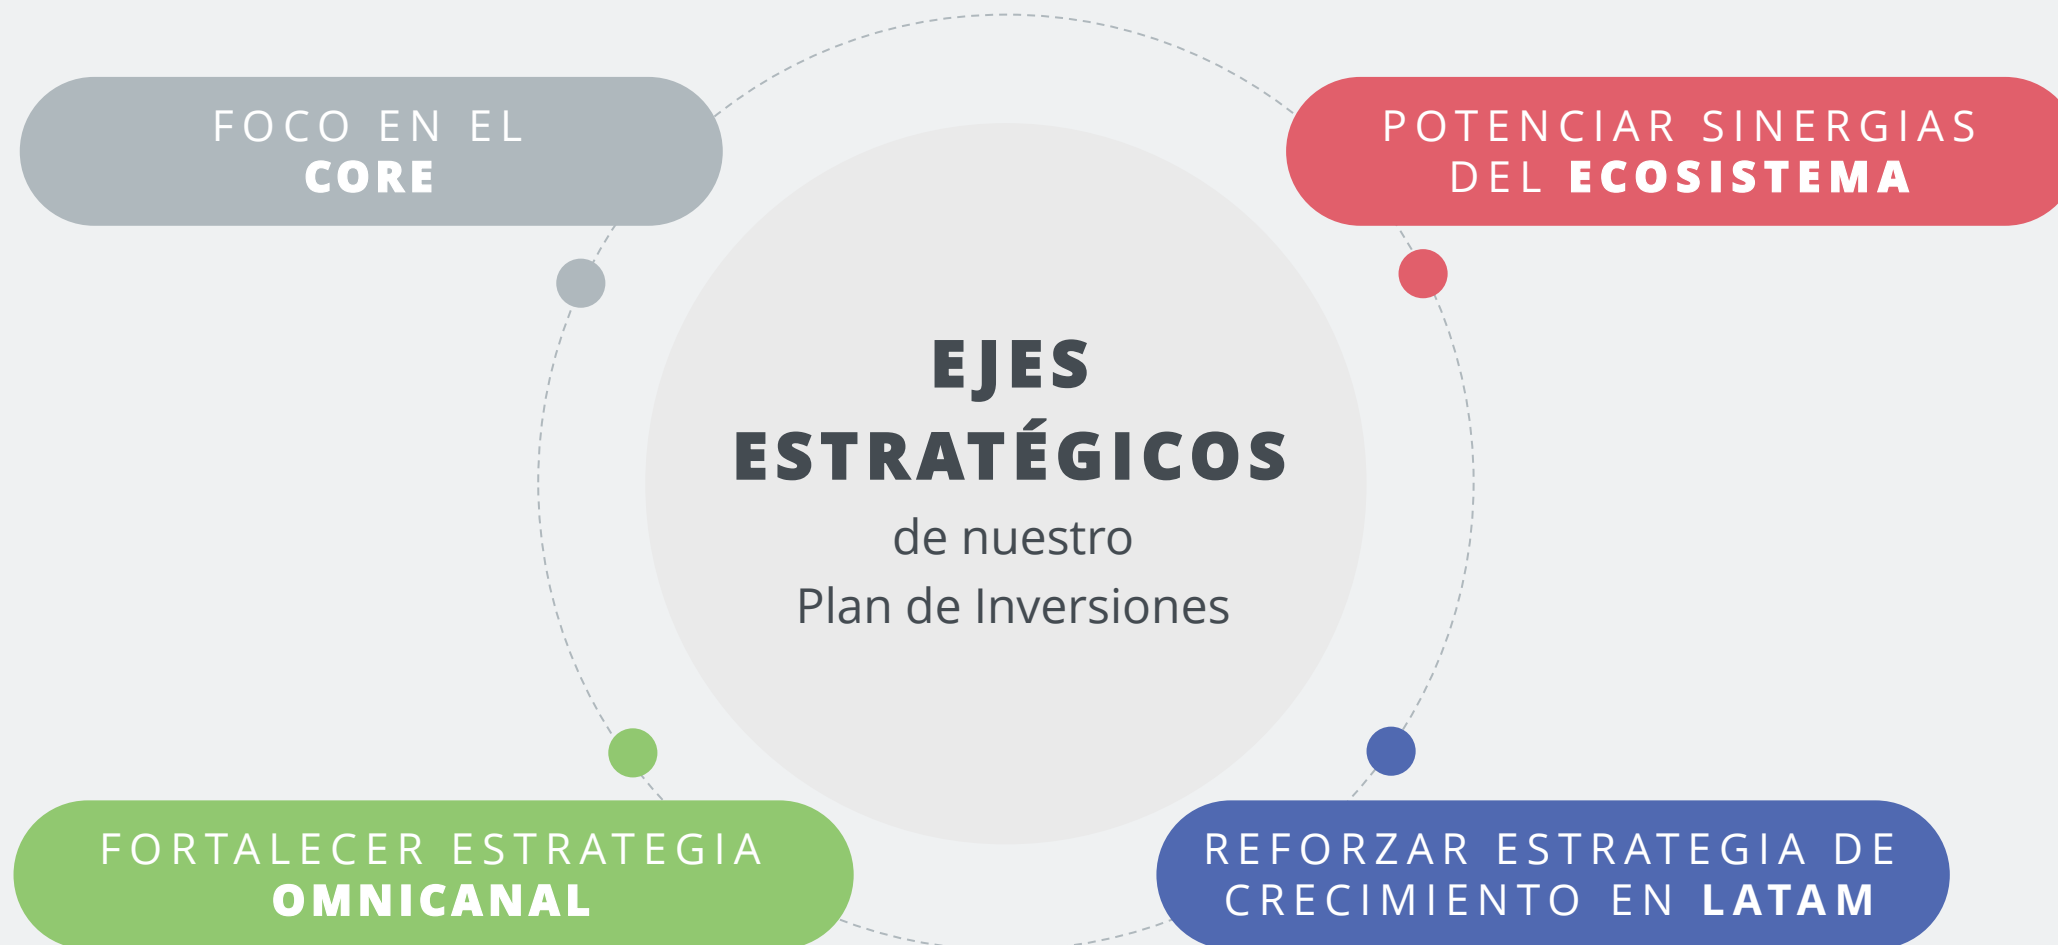 FOCO EN EL
CORE
POTENCIAR SINERGIAS
DEL ECOSISTEMA
EJES
ESTRATÉGICOS
de nuestro
Plan de Inversiones
FORTALECER ESTRATEGIA
OMNICANAL
REFORZAR ESTRATEGIA DE
CRECIMIENTO EN LATAM